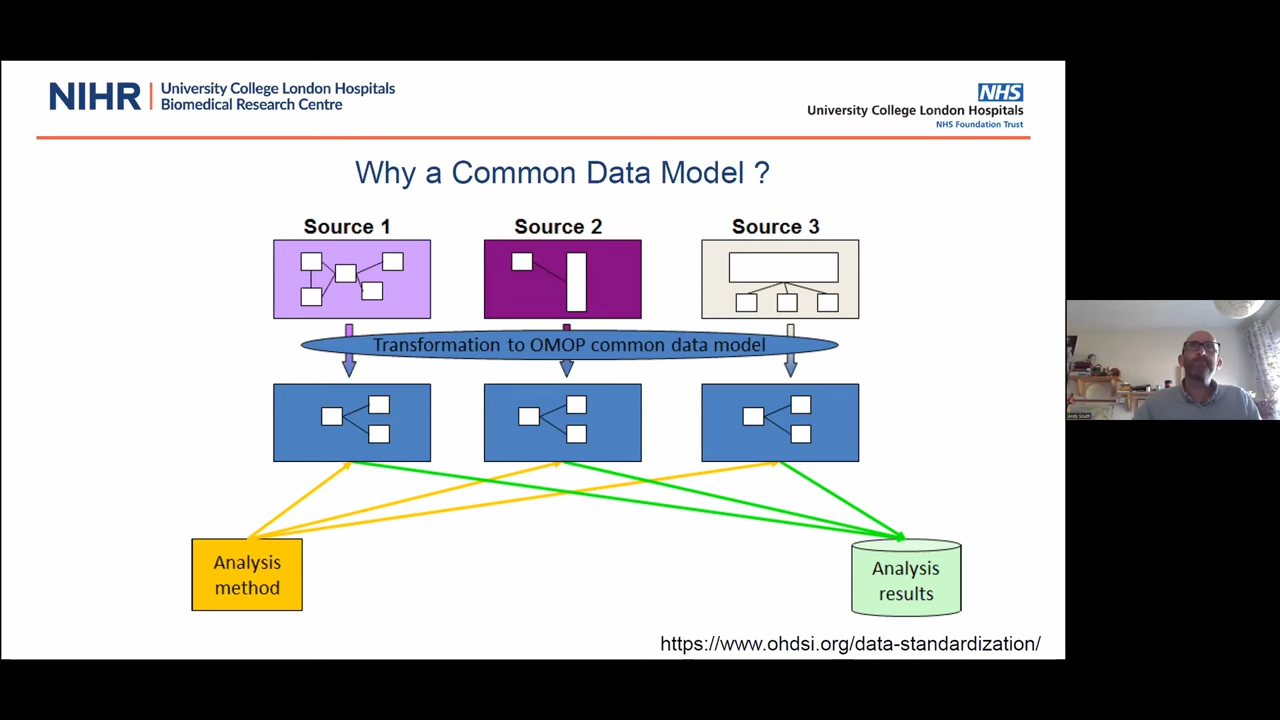 NIHR
University College London Hospitals
Biomedical Research Centre
NHS
University College London Hospitals
NHS Foundation Trust
Why a Common Data Model ?
Source 1
Source 2
Source 3
Transformation to OMOP common data model
Analysis
method
Analysis
results
https://www.ohdsi.org/data-standardization/
Andy South